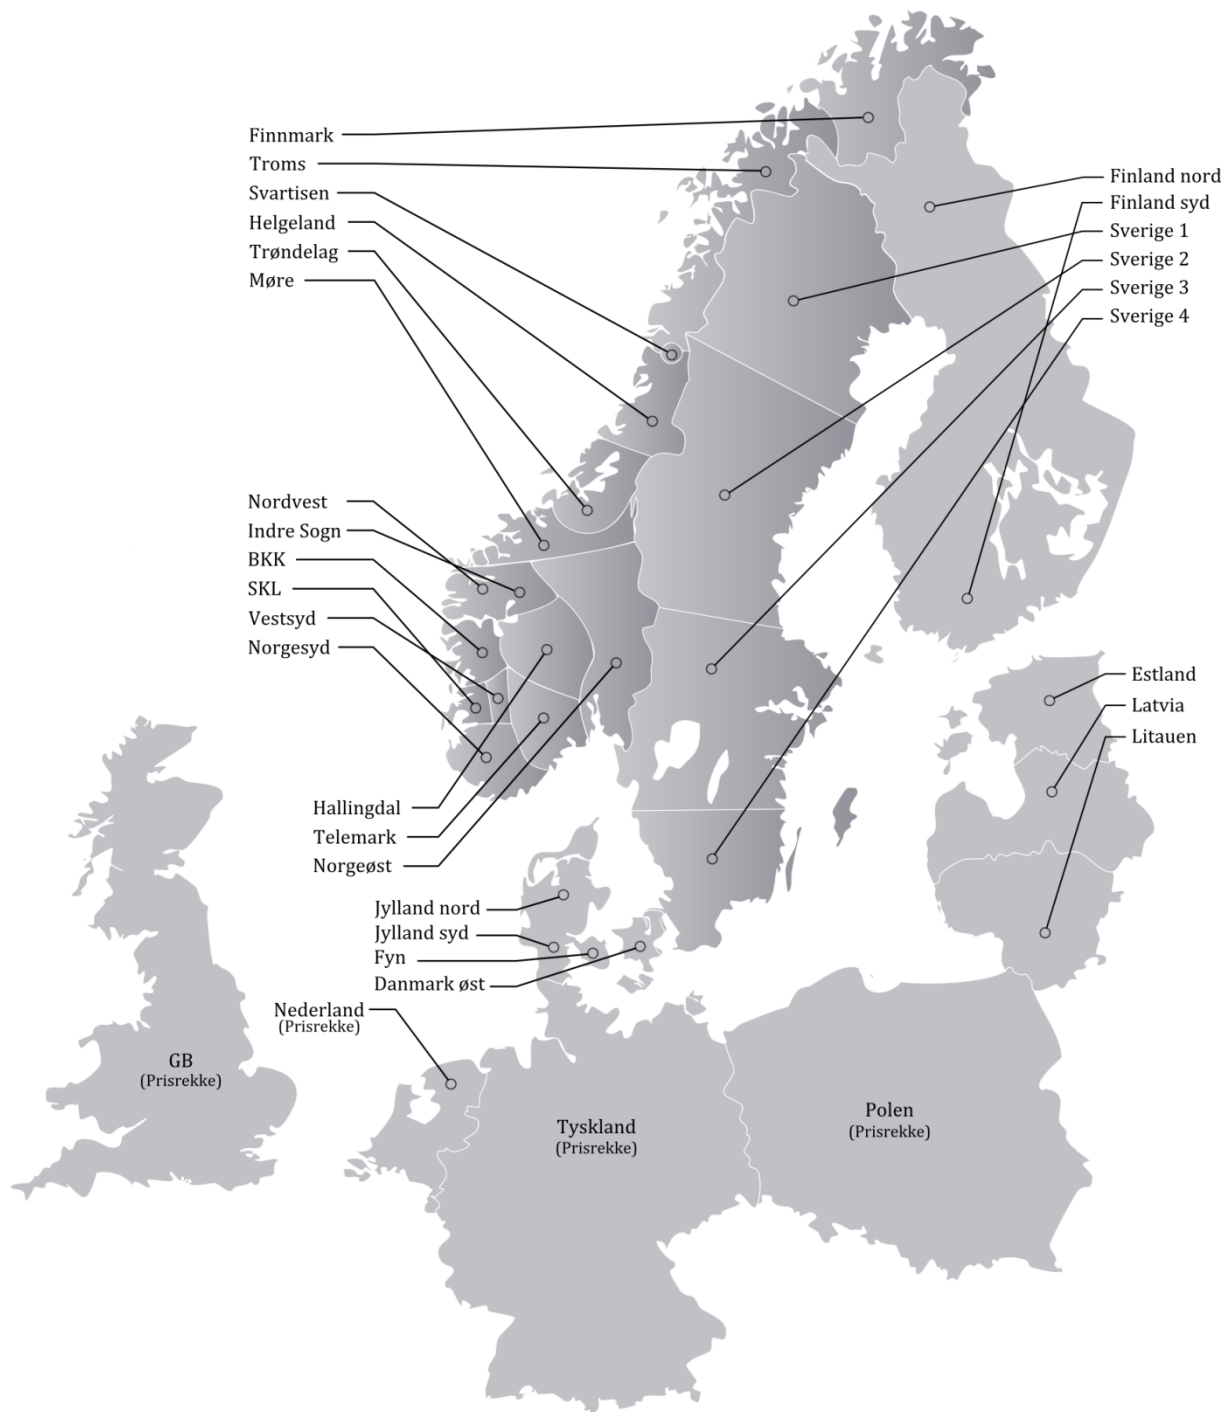 Finnmark
Troms
Svartisen
Helgeland
Trøndelag
Møre
Finland nord
Finland syd
Sverige 1
Sverige 2
Sverige 3
Sverige 4
Nordvest
Indre Sogn
BKK
SKL
Vestsyd
Norgesyd
Estland
Latvia
Litauen
Hallingdal
Telemark
Norgeøst
Jylland nord
Jylland syd
Fyn
Danmark øst
Nederland
(Prisrekke)
GB
(Prisrekke)
Tyskland
(Prisrekke)
Polen
(Prisrekke)